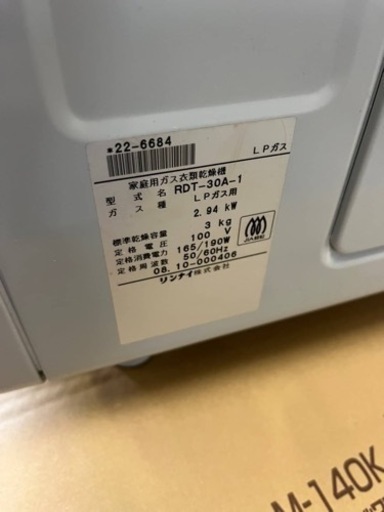 *22-6684
LPガス
家庭用ガス衣類乾燥機
型式名 RDT-30A-1
ガス種 LPガス用
2.94 kW
標準乾燥容量 3 kg
定格電圧 100 V
定格消費電力 165/190W
定格周波数 50/60Hz
08.10-000406
リンナイ株式会社
M-140K